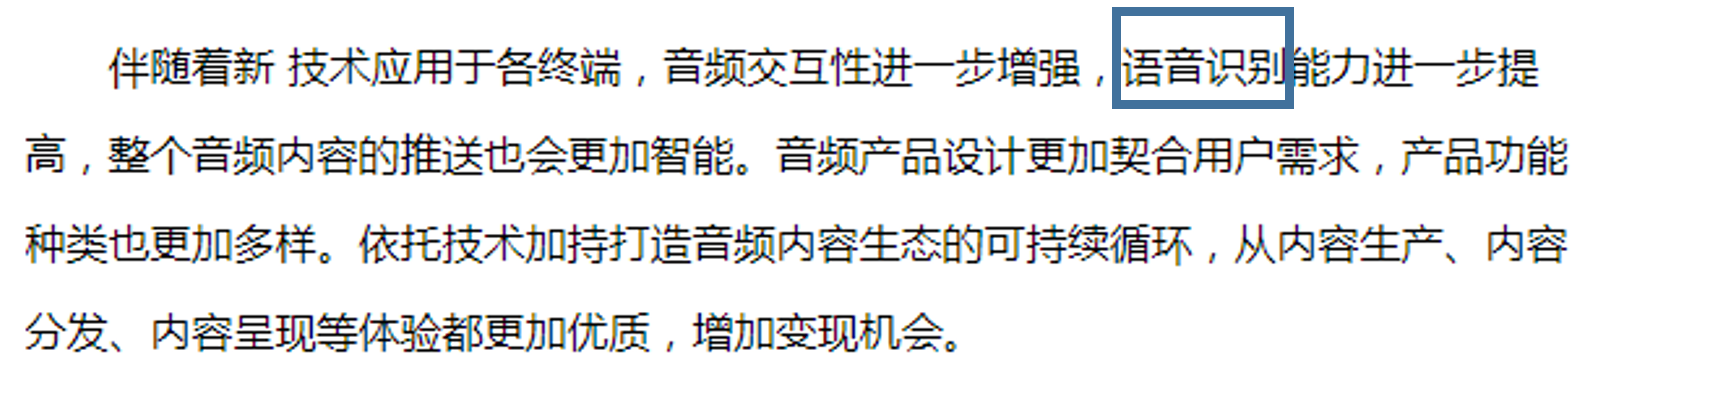 伴随着新 技术应用于各终端，音频交互性进一步增强，语音识别能力进一步提
高，整个音频内容的推送也会更加智能。音频产品设计更加契合用户需求，产品功能
种类也更加多样。依托技术加持打造音频内容生态的可持续循环，从内容生产、内容
分发、内容呈现等体验都更加优质，增加变现机会。